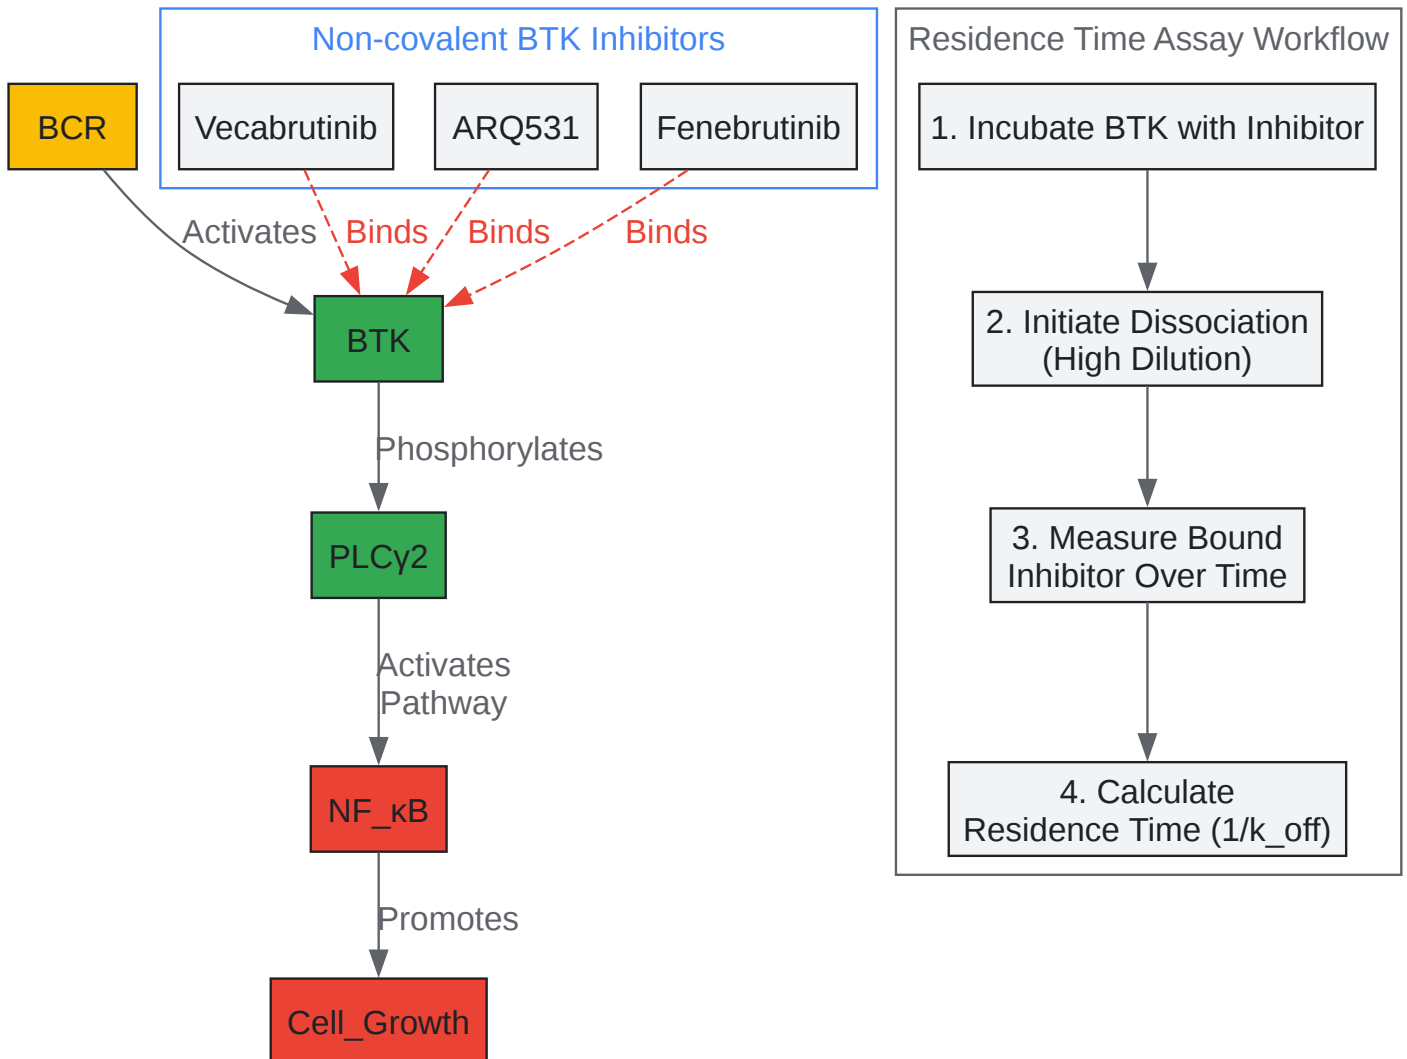 Non-covalent BTK Inhibitors
BCR
Vecabrutinib
ARQ531
Fenebrutinib
Activates
Binds
Binds
Binds
BTK
Phosphorylates
PLCγ2
Activates
Pathway
NF_κB
Promotes
Cell_Growth
Residence Time Assay Workflow
1. Incubate BTK with Inhibitor
2. Initiate Dissociation
(High Dilution)
3. Measure Bound
Inhibitor Over Time
4. Calculate
Residence Time (1/k_off)